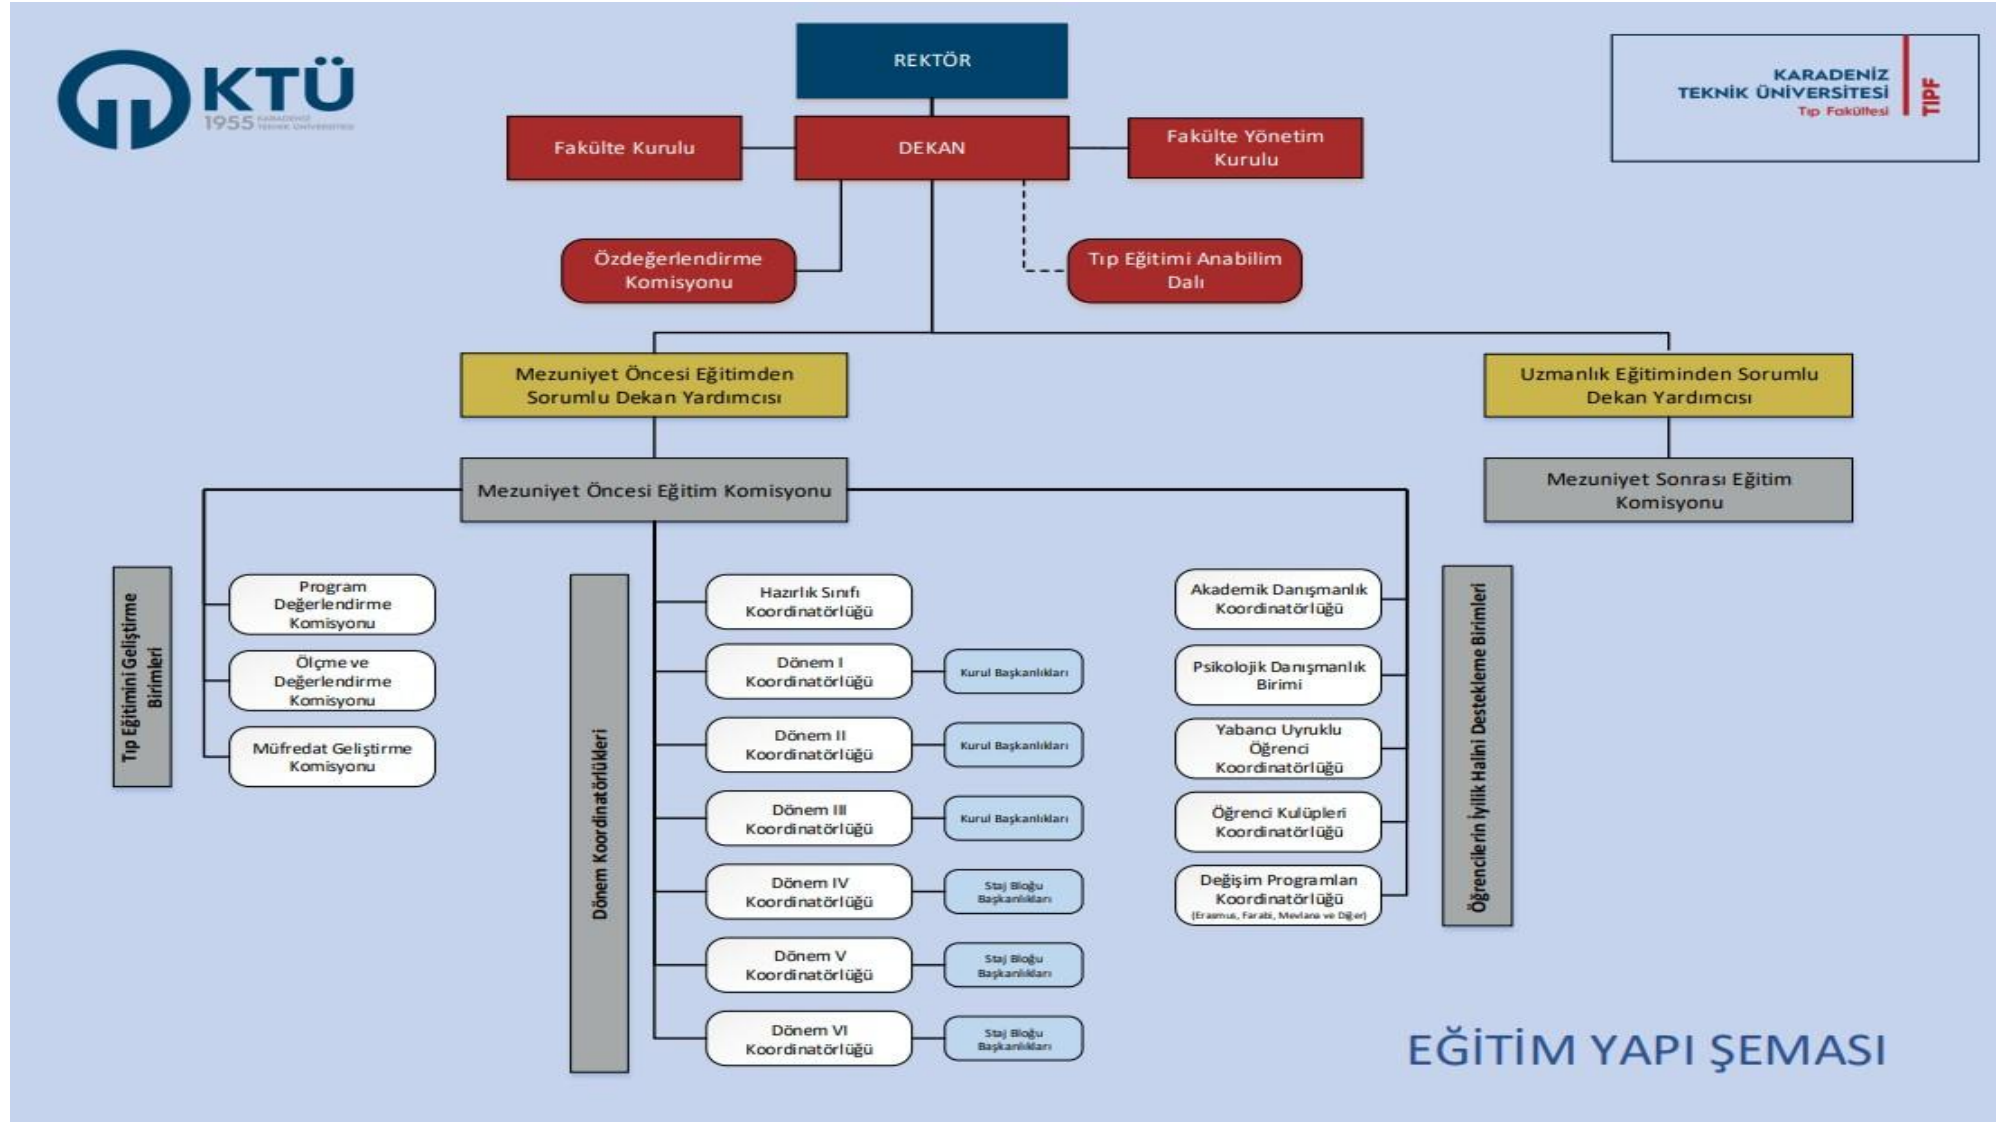 KTÜ
1955 KARADENİZ
TEKNİK ÜNİVERSİTESİ
REKTÖR
KARADENİZ
TEKNİK ÜNİVERSİTESİ
Tıp Fakültesi
TIPF
Fakülte Kurulu
DEKAN
Fakülte Yönetim
Kurulu
Özdeğerlendirme
Komisyonu
Tıp Eğitimi Anabilim
Dalı
Mezuniyet Öncesi Eğitimden
Sorumlu Dekan Yardımcısı
Uzmanlık Eğitiminden Sorumlu
Dekan Yardımcısı
Mezuniyet Öncesi Eğitim Komisyonu
Mezuniyet Sonrası Eğitim
Komisyonu
Tıp Eğitimini Geliştirme
Birimleri
Program
Değerlendirme
Komisyonu
Ölçme ve
Değerlendirme
Komisyonu
Müfredat Geliştirme
Komisyonu
Dönem Koordinatörlükleri
Hazırlık Sınıfı
Koordinatörlüğü
Dönem I
Koordinatörlüğü
Kurul Başkanlıkları
Dönem II
Koordinatörlüğü
Kurul Başkanlıkları
Dönem III
Koordinatörlüğü
Kurul Başkanlıkları
Dönem IV
Koordinatörlüğü
Staj Bloğu
Başkanlıkları
Dönem V
Koordinatörlüğü
Staj Bloğu
Başkanlıkları
Dönem VI
Koordinatörlüğü
Staj Bloğu
Başkanlıkları
Akademik Danışmanlık
Koordinatörlüğü
Psikolojik Danışmanlık
Birimi
Yabancı Uyruklu
Öğrenci
Koordinatörlüğü
Öğrenci Kulüpleri
Koordinatörlüğü
Değişim Programları
Koordinatörlüğü
(Erasmus, Farabi, Mevlana ve Diğer)
Öğrencilerin İyilik Halini Destekleme Birimleri
EĞİTİM YAPI ŞEMASI